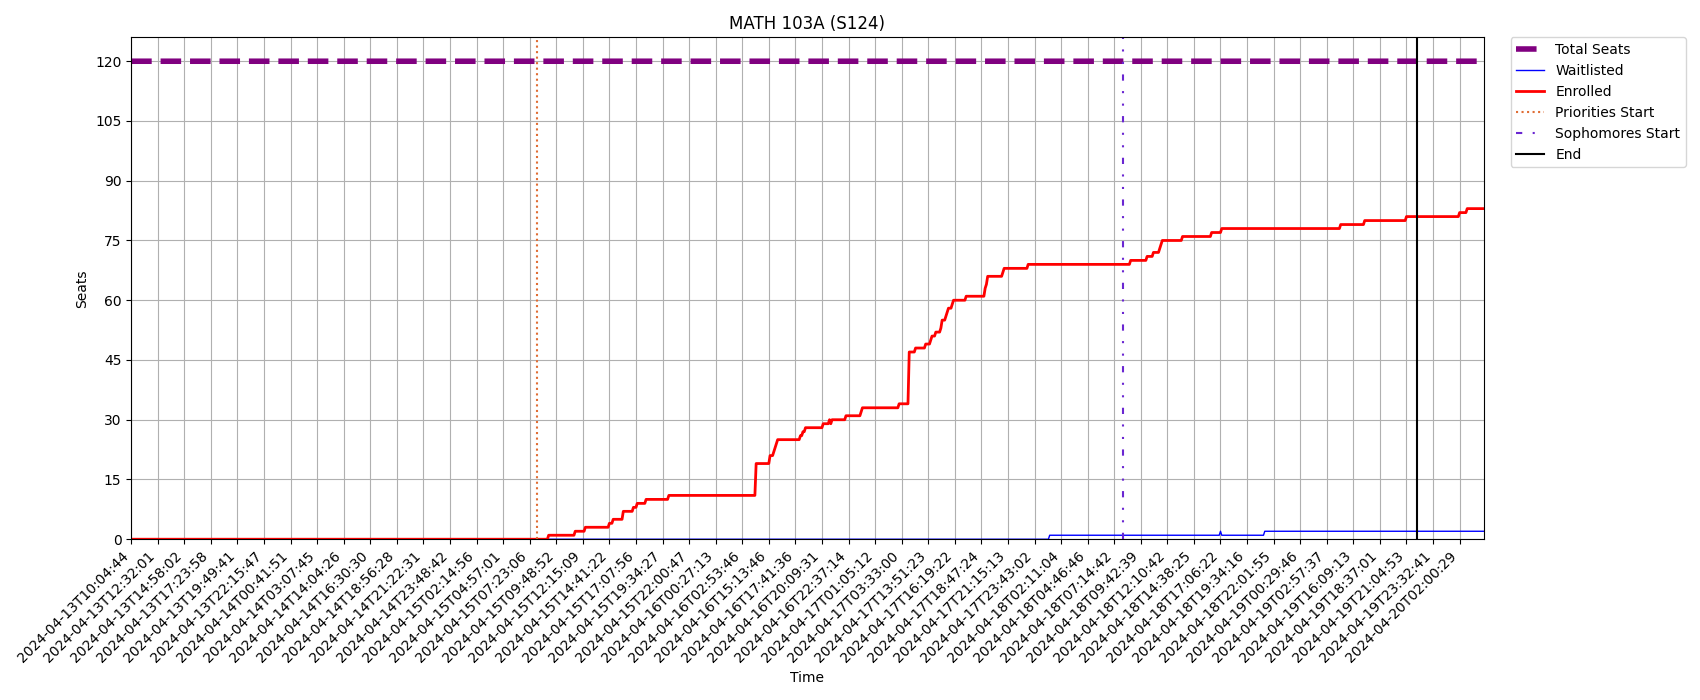 MATH 103A (S124)
Total Seats
Waitlisted
Enrolled
Priorities Start
Sophomores Start
End
Seats
120
105
90
75
60
45
30
15
0
2024-04-13T10:04:44
2024-04-13T12:32:01
2024-04-13T14:58:02
2024-04-13T17:23:58
2024-04-13T19:49:41
2024-04-13T22:15:47
2024-04-14T00:41:51
2024-04-14T03:07:45
2024-04-14T14:04:26
2024-04-14T16:30:30
2024-04-14T18:56:28
2024-04-14T21:22:31
2024-04-14T23:48:42
2024-04-15T02:14:56
2024-04-15T04:57:01
2024-04-15T07:23:06
2024-04-15T09:48:52
2024-04-15T12:15:09
2024-04-15T14:41:22
2024-04-15T17:07:56
2024-04-15T19:34:27
2024-04-15T22:00:47
2024-04-16T00:27:13
2024-04-16T02:53:46
2024-04-16T15:13:46
2024-04-16T17:41:36
2024-04-16T20:09:31
2024-04-16T22:37:14
2024-04-17T01:05:12
2024-04-17T03:33:00
2024-04-17T13:51:23
2024-04-17T16:19:22
2024-04-17T18:47:24
2024-04-17T21:15:13
2024-04-17T23:43:02
2024-04-18T02:11:04
2024-04-18T04:46:46
2024-04-18T07:14:42
2024-04-18T09:42:39
2024-04-18T12:10:42
2024-04-18T14:38:25
2024-04-18T17:06:22
2024-04-18T19:34:16
2024-04-18T22:01:55
2024-04-19T00:29:46
2024-04-19T02:57:37
2024-04-19T16:09:13
2024-04-19T18:37:01
2024-04-19T21:04:53
2024-04-19T23:32:41
2024-04-20T02:00:29
Time